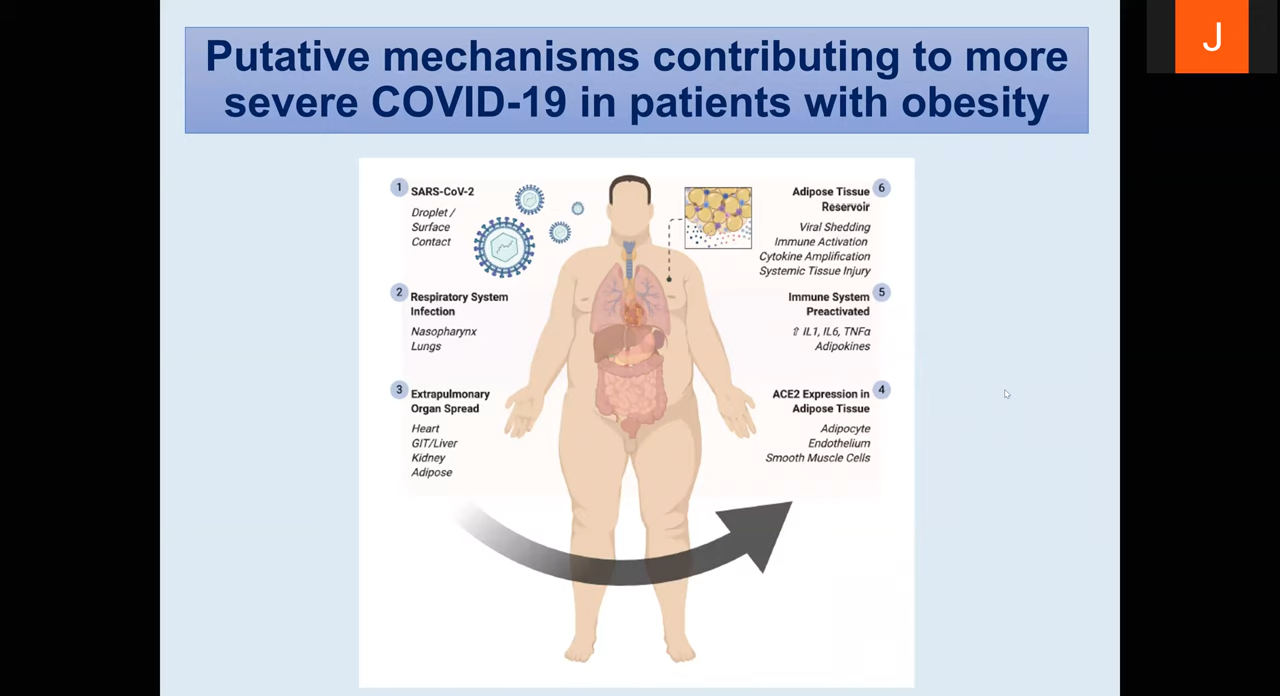 Putative mechanisms contributing to more
severe COVID-19 in patients with obesity
J
1
SARS-CoV-2
Droplet /
Surface
Contact
2
Respiratory System
Infection
Nasopharynx
Lungs
3
Extrapulmonary
Organ Spread
Heart
GIT/Liver
Kidney
Adipose
6
Adipose Tissue
Reservoir
Viral Shedding
Immune Activation
Cytokine Amplification
Systemic Tissue Injury
5
Immune System
Preactivated
⇧ IL1, IL6, TNFα
Adipokines
4
ACE2 Expression in
Adipose Tissue
Adipocyte
Endothelium
Smooth Muscle Cells